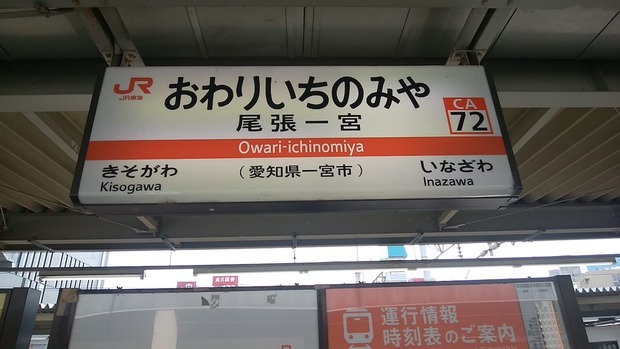 JR
JR東海
おわりいちのみや
尾張一宮
CA
72
Owari-ichinomiya
きそがわ
Kisogawa
（愛知県一宮市）
いなざわ
Inazawa
運行情報
時刻表のご案内